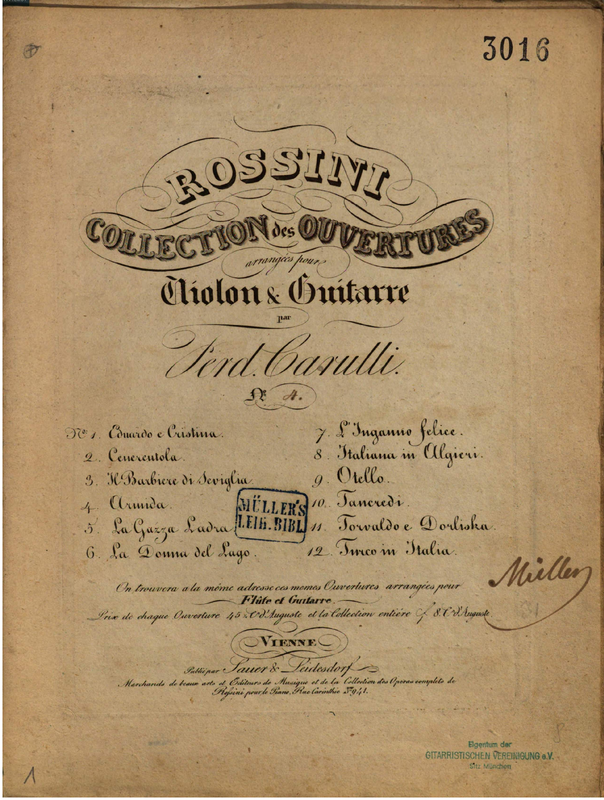 3016
ROSSINI
COLLECTION des OUVERTURES
arrangées pour
Violon & Guitarre
par
Ferd. Carulli.
N.º 4.
Nº 1. Eduardo e Cristina.
2. Cenerentola.
3. Il Barbiere di Seviglia
4. Armida.
5. La Gazza Ladra
6. La Donna del Lago.
7. L'Inganno felice.
8. Italiana in Algieri.
9. Otello.
10. Tancredi.
11. Torvaldo e Dorliska
12. Turco in Italia.
MÜLLER'S
LEIH. BIBL.
Müller
On trouvera a la même adresse ces memes Ouvertures arrangées pour
Flûte et Guitarre
Prix de chaque Ouverture 45 x C.º d'Auguste et la Collection entière f 8. C.º d'Auguste
VIENNE
Publié par Sauer & Leidesdorf
Marchands de beaux arts et Editeurs de Musique et de la Collection des Operas complets de
Rossini pour le Piano, Rue Carinthie Nº 941.
1
Eigentum der
GITARRISTISCHEN VEREINIGUNG e.V.
Sitz München